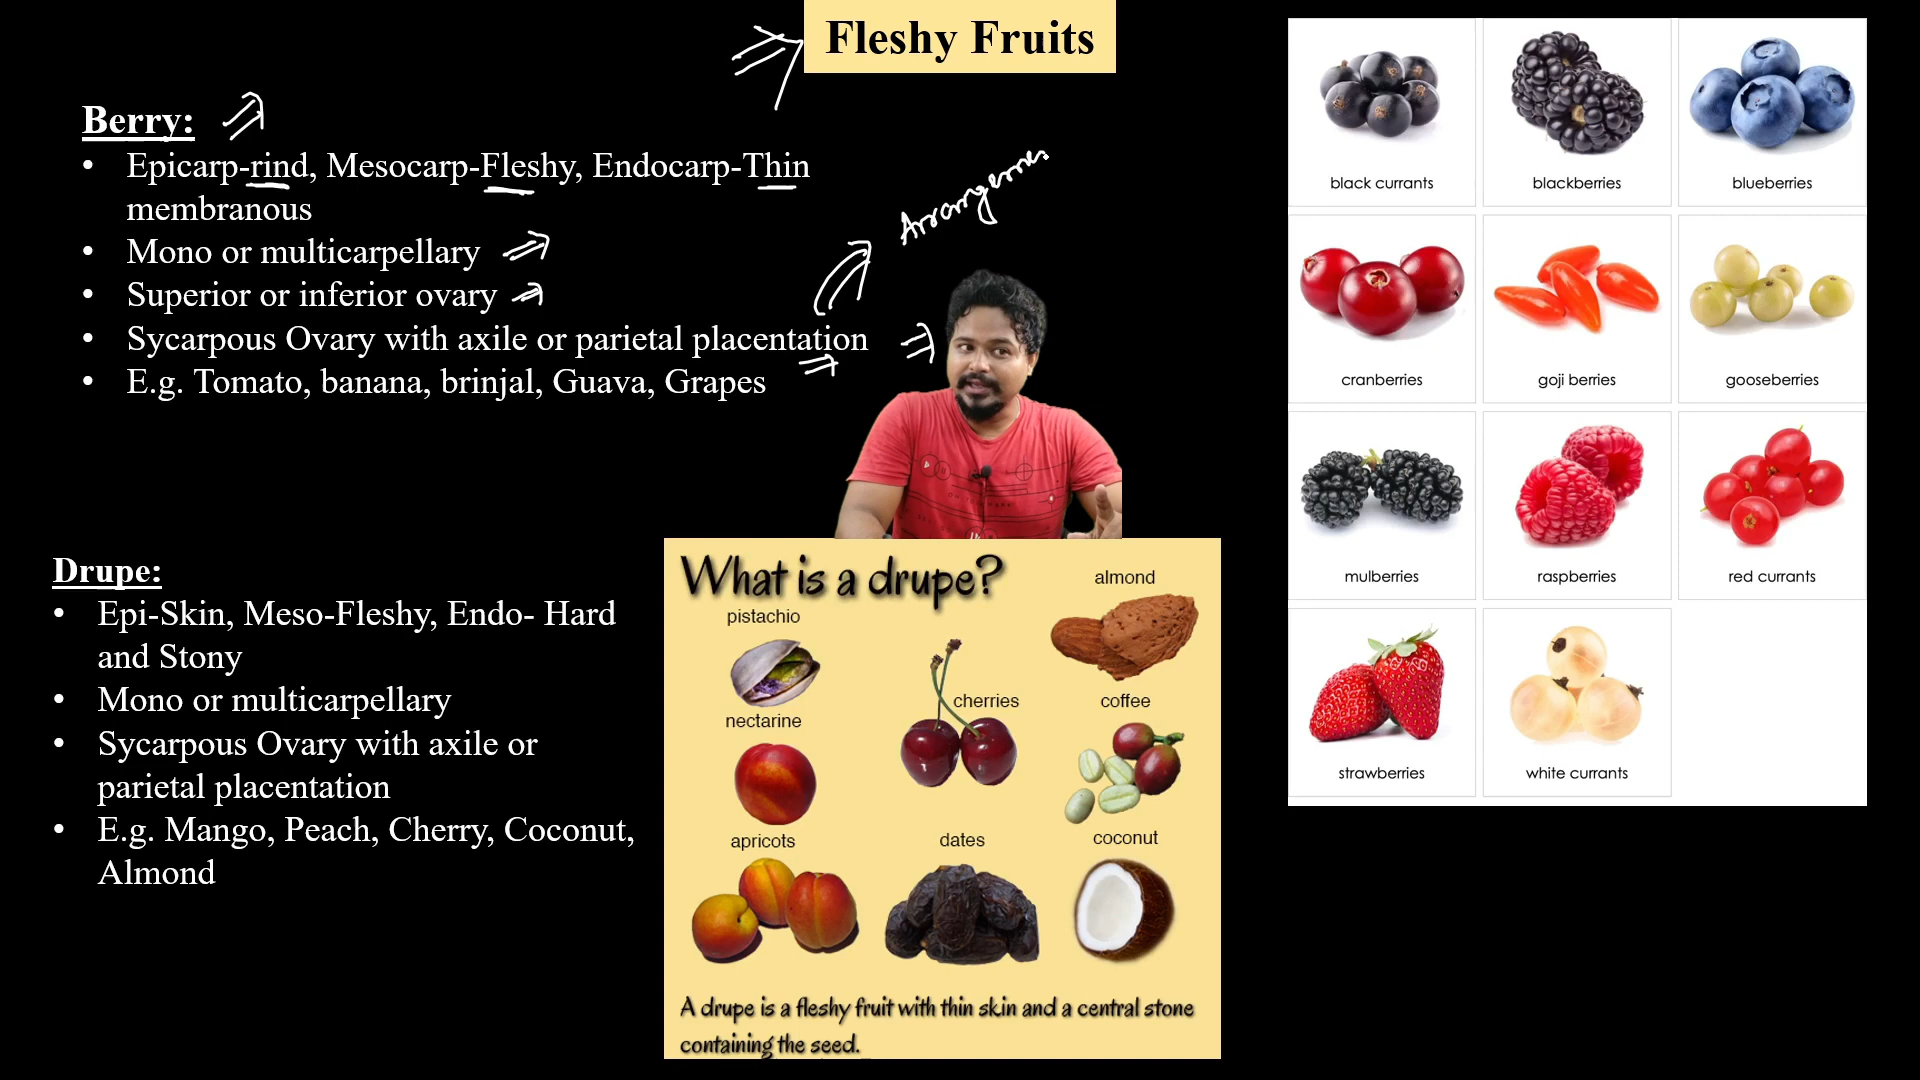 Fleshy Fruits
Berry:
• Epicarp-rind, Mesocarp-Fleshy, Endocarp-Thin
membranous
• Mono or multicarpellary
• Superior or inferior ovary
• Sycarpous Ovary with axile or parietal placentation
• E.g. Tomato, banana, brinjal, Guava, Grapes
Drupe:
• Epi-Skin, Meso-Fleshy, Endo- Hard
and Stony
• Mono or multicarpellary
• Sycarpous Ovary with axile or
parietal placentation
• E.g. Mango, Peach, Cherry, Coconut,
Almond
What is a drupe?
almond
pistachio
cherries
coffee
nectarine
apricots
dates
coconut
A drupe is a fleshy fruit with thin skin and a central stone
containing the seed.
black currants
blackberries
blueberries
cranberries
goji berries
gooseberries
mulberries
raspberries
red currants
strawberries
white currants